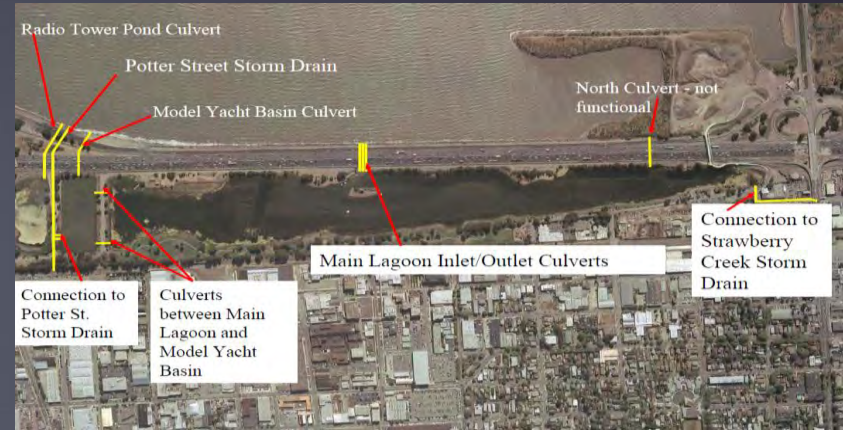 Radio Tower Pond Culvert
Potter Street Storm Drain
Model Yacht Basin Culvert
North Culvert - not
functional
Main Lagoon Inlet/Outlet Culverts
Connection to
Strawberry
Creek Storm
Drain
Connection to
Potter St.
Storm Drain
Culverts
between Main
Lagoon and
Model Yacht
Basin